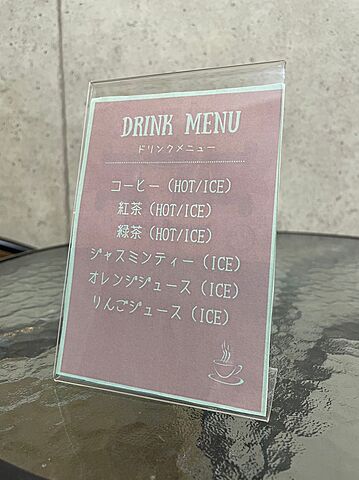 DRINK MENU
ドリンクメニュー
コーヒー (HOT/ICE)
紅茶 (HOT/ICE)
緑茶 (HOT/ICE)
ジャスミンティー (ICE)
オレンジジュース (ICE)
りんごジュース (ICE)